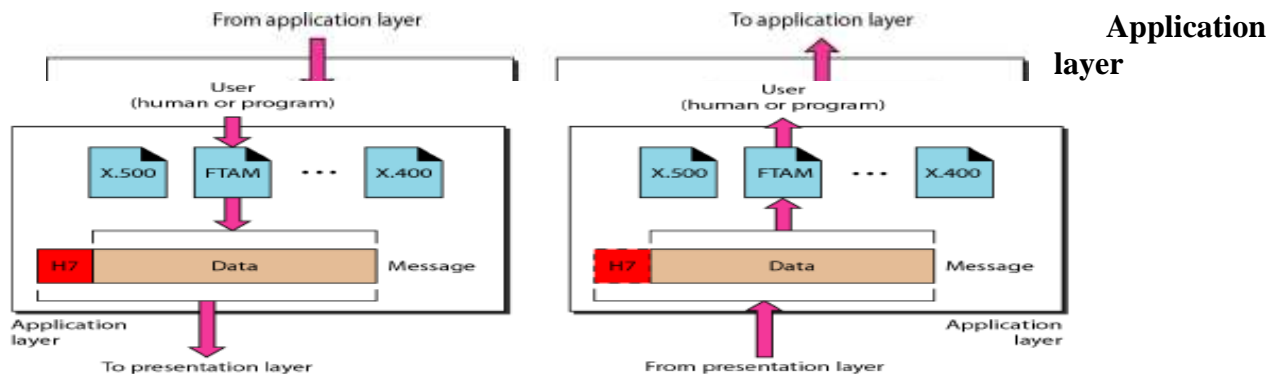 From application layer
To application layer
Application
layer
User
(human or program)
User
(human or program)
X.500
FTAM
...
X.400
X.500
FTAM
...
X.400
H7
Data
Message
H7
Data
Message
Application
layer
Application
layer
To presentation layer
From presentation layer